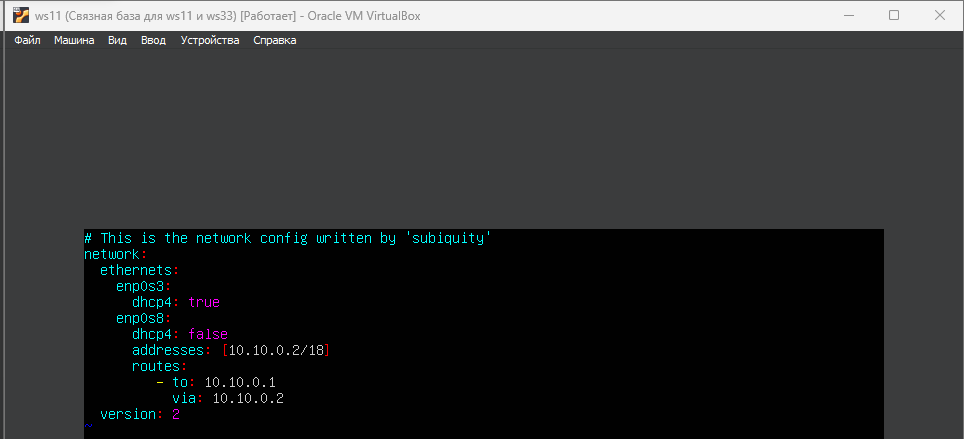 ws11 (Связная база для ws11 и ws33) [Работает] - Oracle VM VirtualBox
Файл Машина Вид Ввод Устройства Справка
# This is the network config written by 'subiquity'
network:
  ethernets:
    enp0s3:
      dhcp4: true
    enp0s8:
      dhcp4: false
      addresses: [10.10.0.2/18]
      routes:
         - to: 10.10.0.1
           via: 10.10.0.2
  version: 2
~